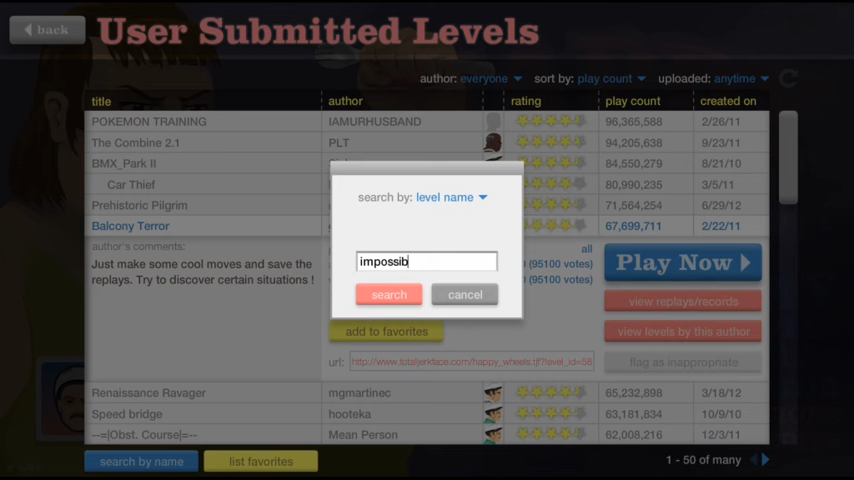 back
User Submitted Levels
author: everyone sort by: play count uploaded: anytime
title author rating play count created on
POKEMON TRAINING IAMURHUSBAND 96,365,588 2/26/11
The Combine 2.1 PLT 94,205,638 9/23/11
BMX_Park II 84,550,279 8/21/10
Car Thief 80,990,235 3/5/11
Prehistoric Pilgrim 71,564,254 6/29/12
Balcony Terror 67,699,711 2/22/11
search by: level name
impossib
search cancel
author's comments:
Just make some cool moves and save the
replays. Try to discover certain situations !
all
(95100 votes)
(95100 votes)
Play Now
view replays/records
add to favorites
view levels by this author
url: http://www.totaljerkface.com/happy_wheels.tjf?level_id=58
flag as inappropriate
Renaissance Ravager mgmartinec 65,232,898 3/18/12
Speed bridge hooteka 63,181,834 10/9/10
--=|Obst. Course|=-- Mean Person 62,008,216 12/3/11
search by name list favorites 1 - 50 of many